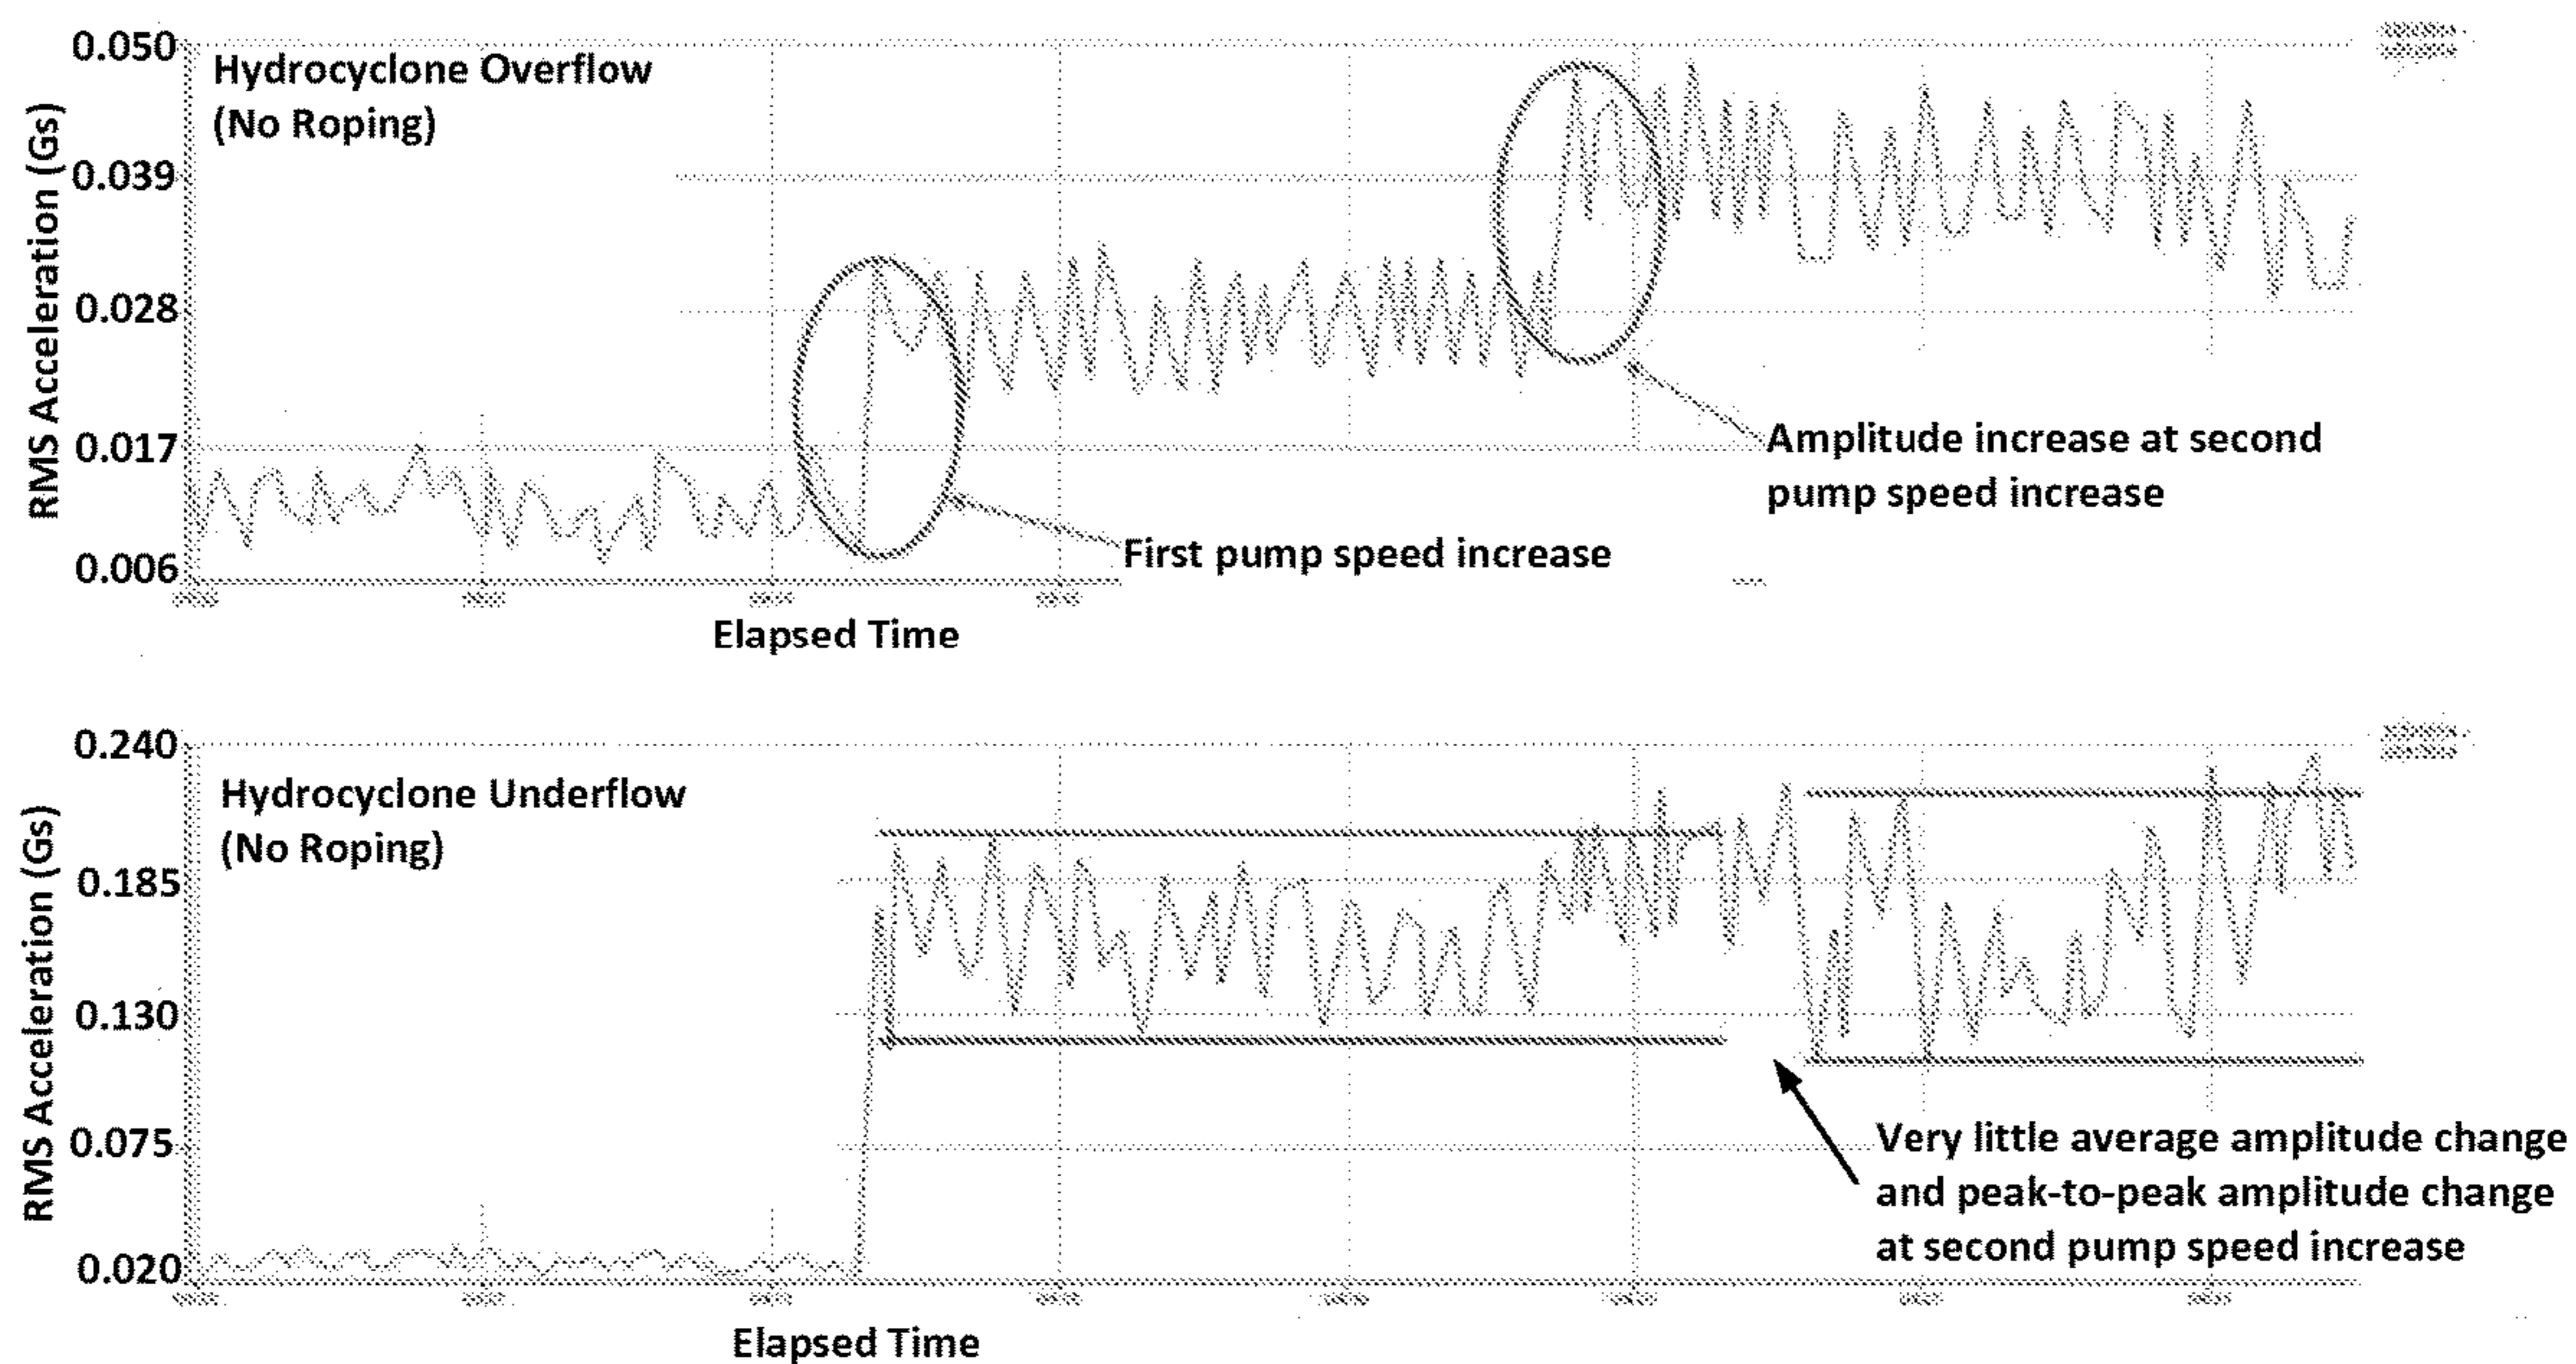 Hydrocyclone Overflow
(No Roping)
RMS Acceleration (Gs)
0.050
0.039
0.028
0.017
0.006
Amplitude increase at second
pump speed increase
First pump speed increase
Elapsed Time
Hydrocyclone Underflow
(No Roping)
RMS Acceleration (Gs)
0.240
0.185
0.130
0.075
0.020
Very little average amplitude change
and peak-to-peak amplitude change
at second pump speed increase
Elapsed Time